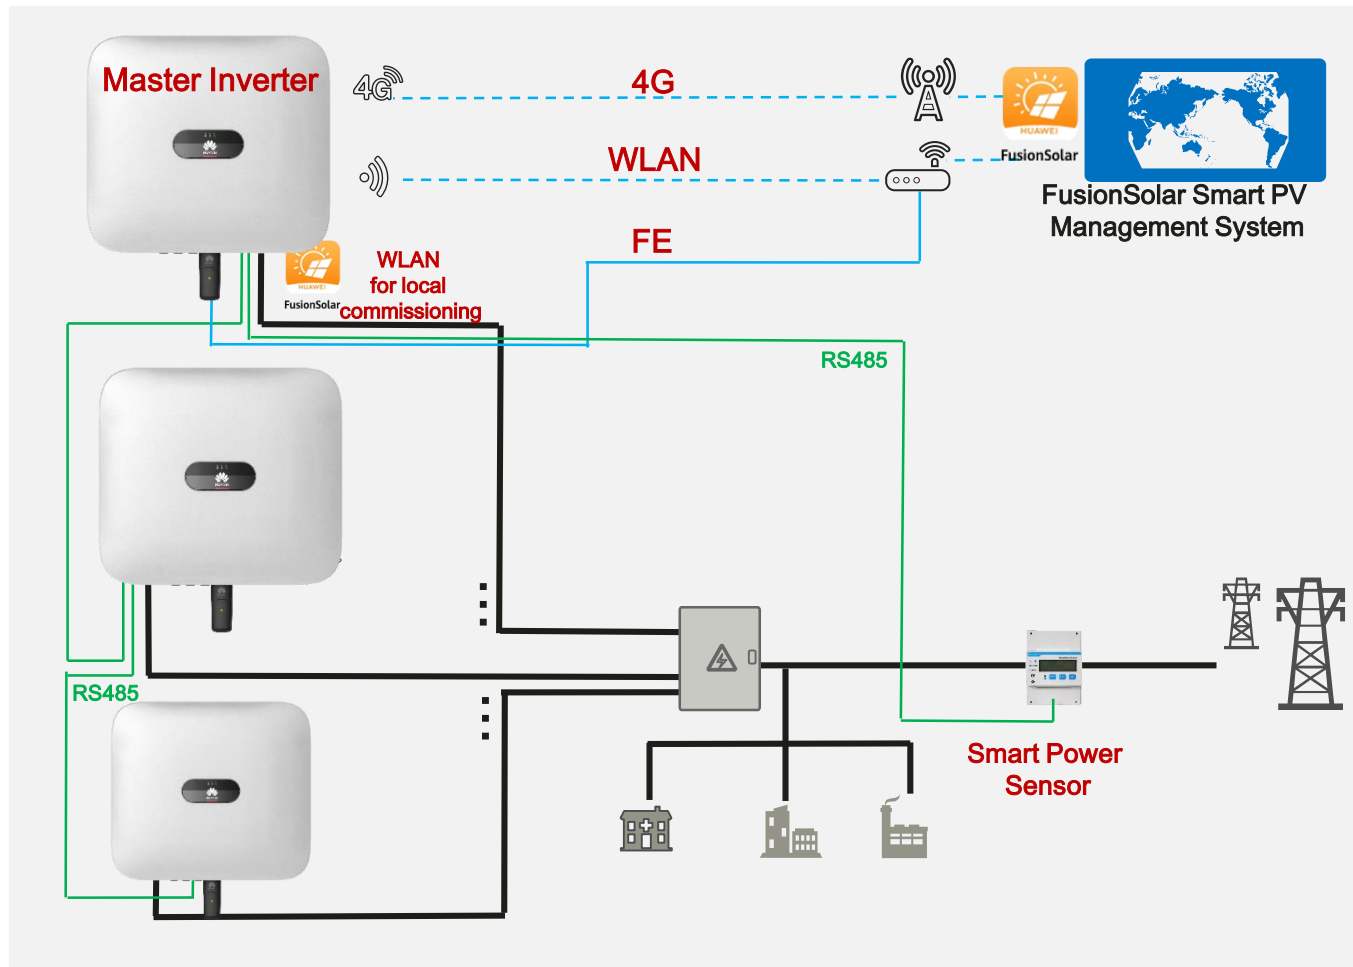 Master Inverter
4G
4G
HUAWEI
FusionSolar
WLAN
FusionSolar Smart PV
Management System
FE
HUAWEI
FusionSolar
WLAN
for local
commissioning
RS485
HUAWEI
RS485
Smart Power
Sensor